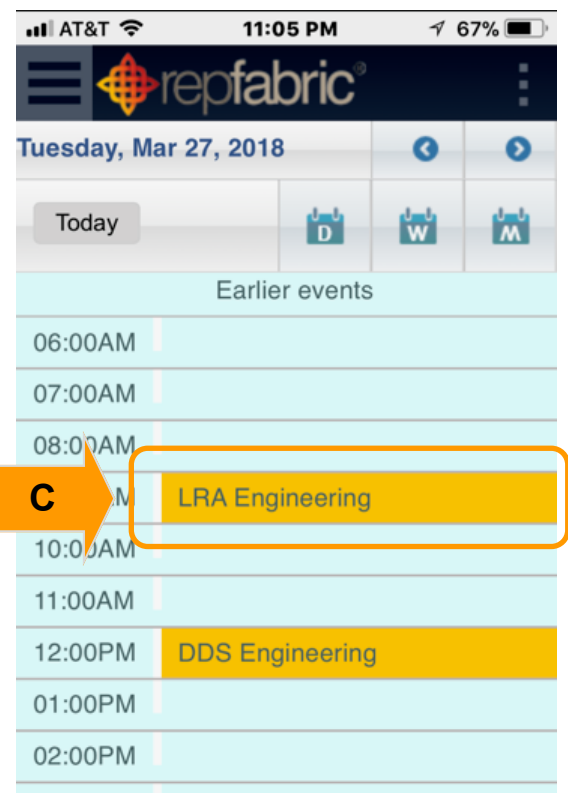 AT&T 11:05 PM 67%
repfabric®
Tuesday, Mar 27, 2018
Today D W M
Earlier events
06:00AM
07:00AM
08:00AM
C M LRA Engineering
10:00AM
11:00AM
12:00PM DDS Engineering
01:00PM
02:00PM